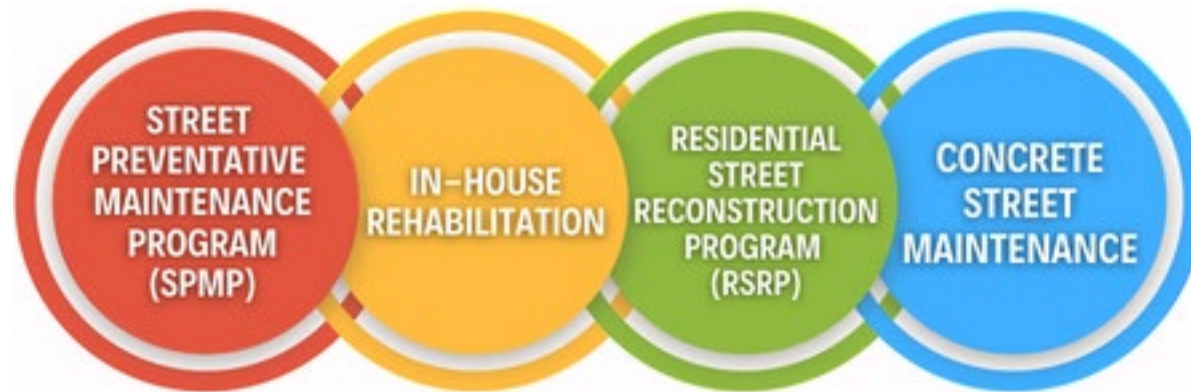 STREET
PREVENTATIVE
MAINTENANCE
PROGRAM
(SPMP)
IN-HOUSE
REHABILITATION
RESIDENTIAL
STREET
RECONSTRUCTION
PROGRAM
(RSRP)
CONCRETE
STREET
MAINTENANCE